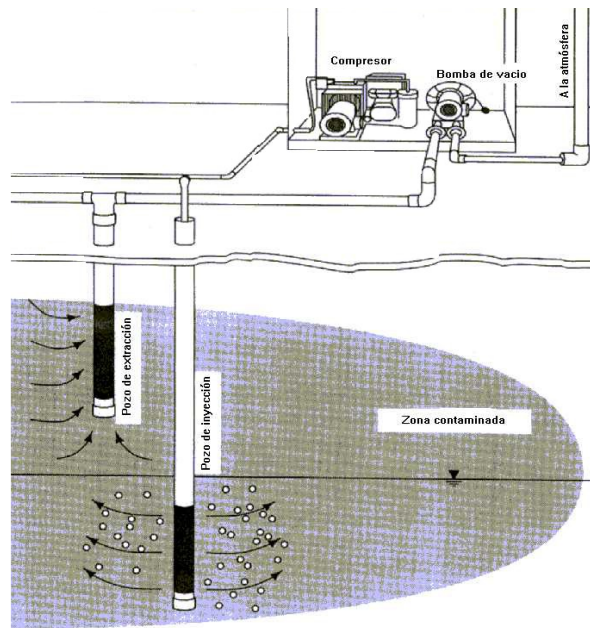 Compresor
Bomba de vacio
A la atmósfera
Pozo de extracción
Pozo de inyección
Zona contaminada